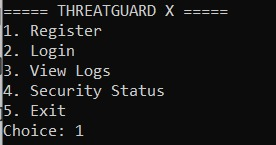 ===== THREATGUARD X =====
1. Register
2. Login
3. View Logs
4. Security Status
5. Exit
Choice: 1